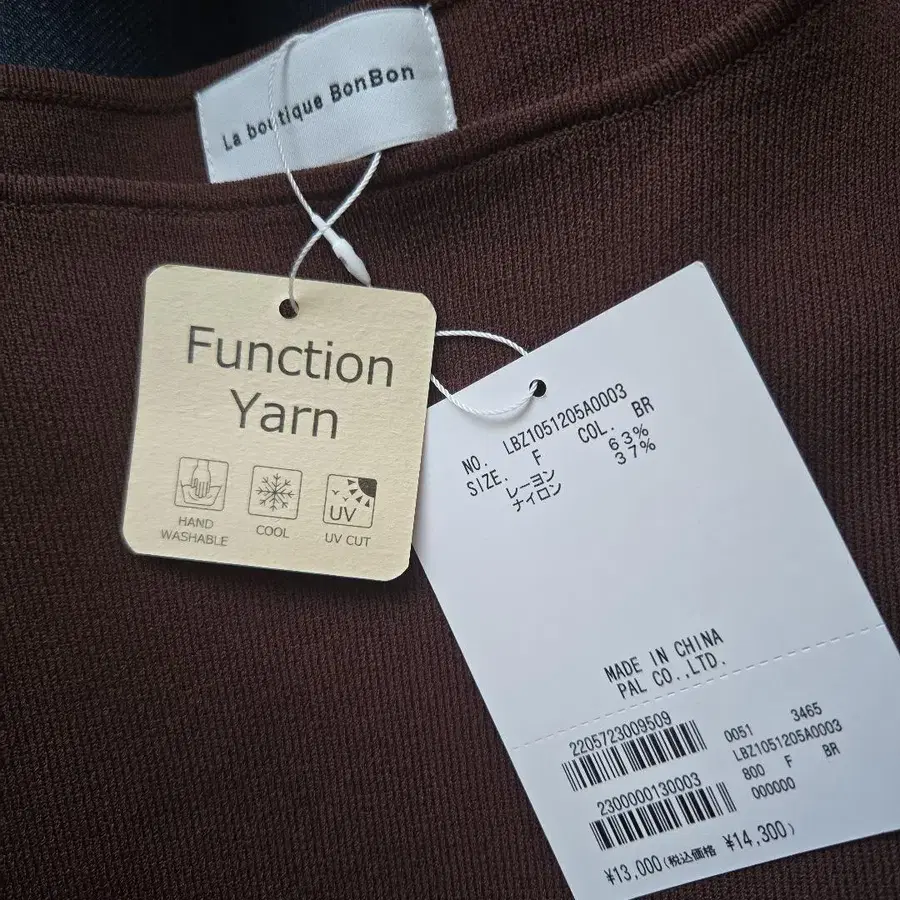 La boutique BonBon
Function
Yarn
HAND
WASHABLE
COOL
UV
UV CUT
NO. LBZ1051205A0003
SIZE. F COL. BR
レーヨン 63%
ナイロン 37%
MADE IN CHINA
PAL CO.,LTD.
2205723009509
0051 3465
LBZ1051205A0003
800 F BR
000000
2300000130003
¥13,000(税込価格 ¥14,300)